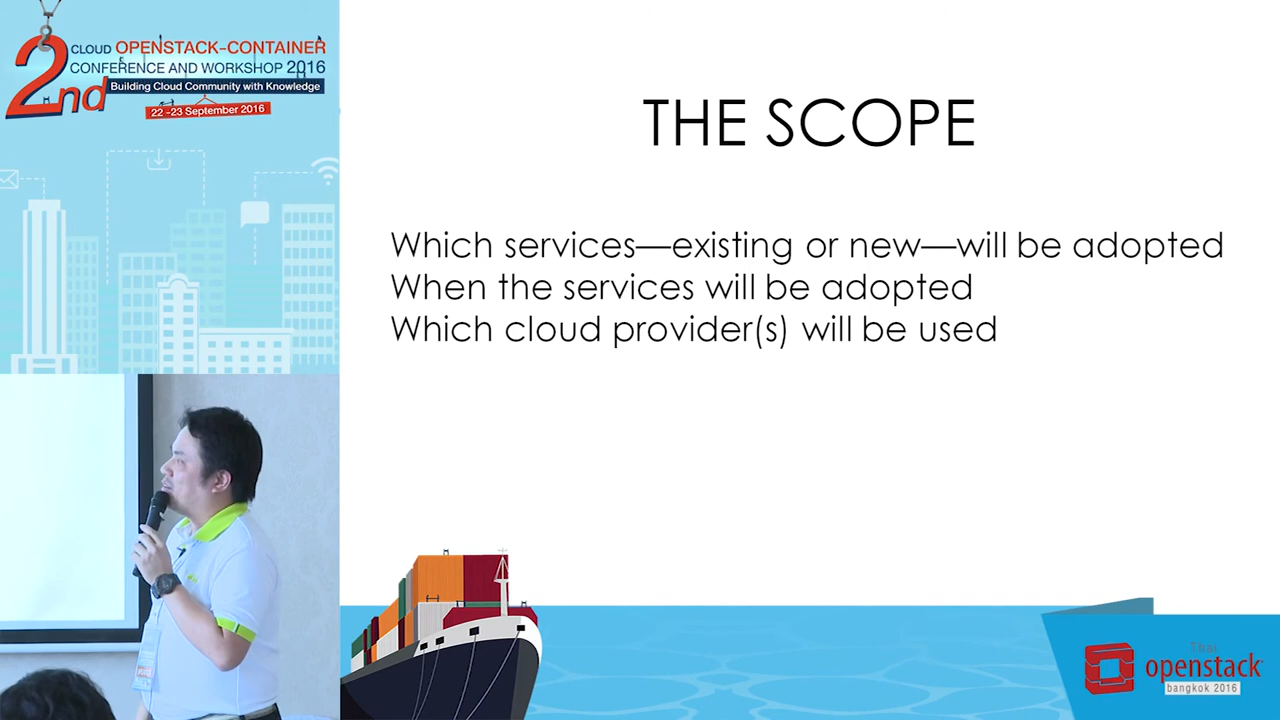 2nd
CLOUD OPENSTACK-CONTAINER
CONFERENCE AND WORKSHOP 2016
Building Cloud Community with Knowledge
22 -23 September 2016
THE SCOPE
Which services—existing or new—will be adopted
When the services will be adopted
Which cloud provider(s) will be used
Thai
openstack
bangkok 2016